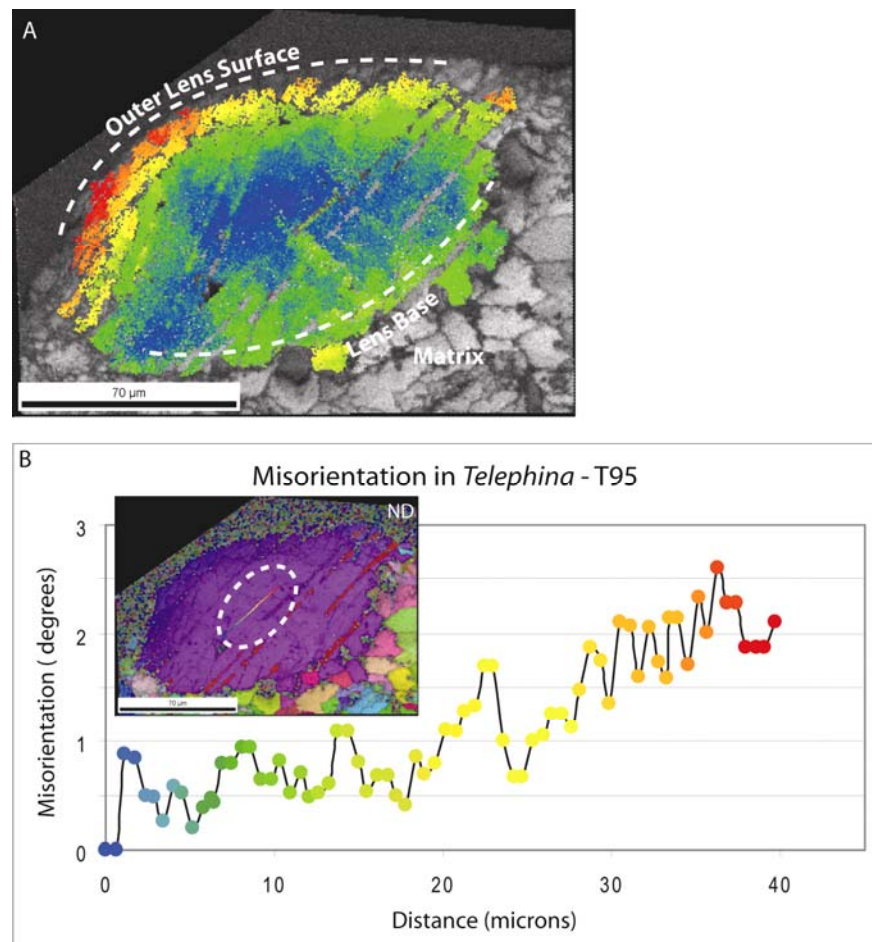 A
Outer Lens Surface
Lens Base
Matrix
70 µm
B
Misorientation in Telephina - T95
ND
70 µm
3
2
1
0
Misorientation ( degrees)
0
10
20
30
40
Distance (microns)